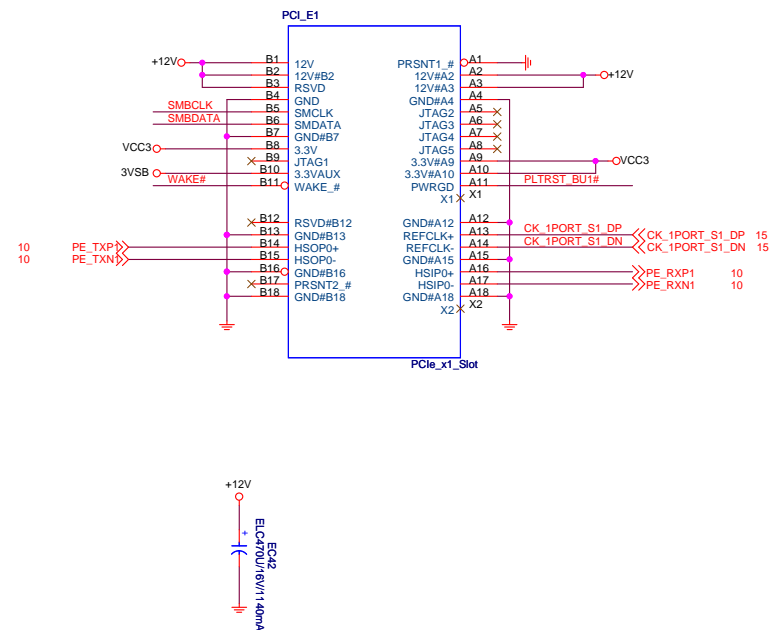 PCI_E1
+12V B1 12V PRSNT1_# A1
B2 12V#B2 12V#A2 A2 +12V
B3 RSVD 12V#A3 A3
B4 GND GND#A4 A4
SMBCLK B5 SMCLK JTAG2 A5
SMBDATA B6 SMDATA JTAG3 A6
B7 GND#B7 JTAG4 A7
VCC3 B8 3.3V JTAG5 A8
B9 JTAG1 3.3V#A9 A9 VCC3
3VSB B10 3.3VAUX 3.3V#A10 A10
WAKE# B11 WAKE_# PWRGD A11 PLTRST_BU1#
X1 X1
B12 RSVD#B12 GND#A12 A12
B13 GND#B13 REFCLK+ A13 CK_1PORT_S1_DP CK_1PORT_S1_DP 15
10 PE_TXP1 B14 HSOP0+ REFCLK- A14 CK_1PORT_S1_DN CK_1PORT_S1_DN 15
10 PE_TXN1 B15 HSOP0- GND#A15 A15
B16 GND#B16 HSIP0+ A16 PE_RXP1 10
B17 PRSNT2_# HSIP0- A17 PE_RXN1 10
B18 GND#B18 GND#A18 A18
X2 X2
PCIe_x1_Slot
+12V
+
EC42
ELC470U/16V/1140mA